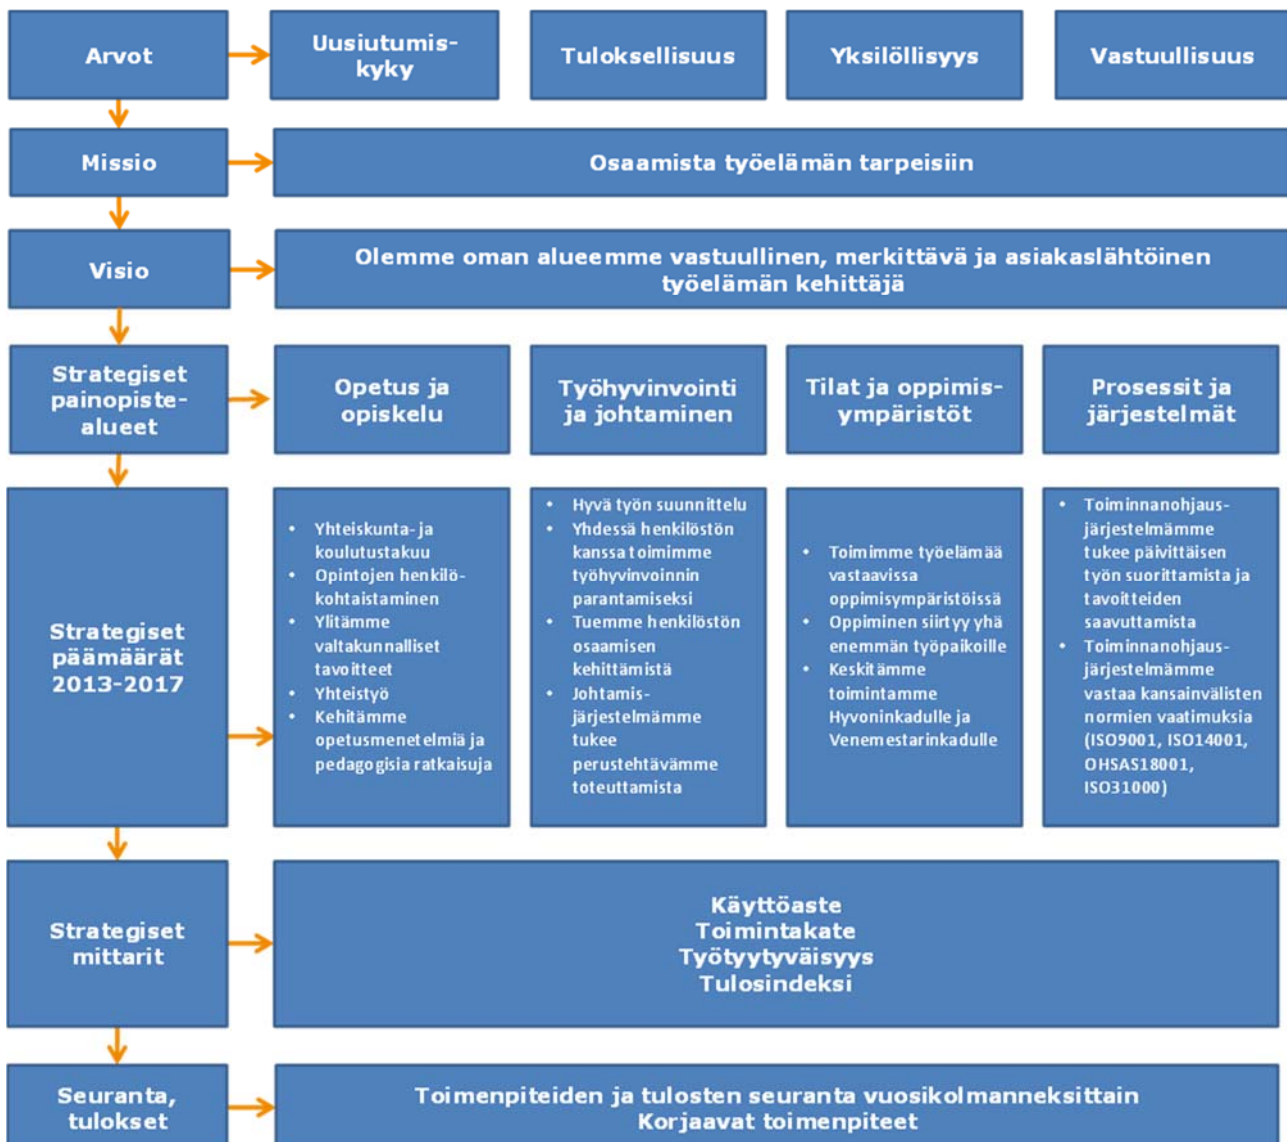 Arvot
Uusiutumis-
kyky
Tuloksellisuus
Yksilöllisyys
Vastuullisuus
Missio
Osaamista työelämän tarpeisiin
Visio
Olemme oman alueemme vastuullinen, merkittävä ja asiakaslähtöinen
työelämän kehittäjä
Strategiset
painopiste-
alueet
Opetus ja
opiskelu
Työhyvinvointi
ja johtaminen
Tilat ja oppimis-
ympäristöt
Prosessit ja
järjestelmät
Strategiset
päämäärät
2013-2017
• Yhteiskunta- ja
koulutustakuu
• Opintojen henkilö-
kohtaistaminen
• Ylitämme
valtakunnalliset
tavoitteet
• Yhteistyö
• Kehitämme
opetusmenetelmiä ja
pedagogisia ratkaisuja
• Hyvä työn suunnittelu
• Yhdessä henkilöstön
kanssa toimimme
työhyvinvoinnin
parantamiseksi
• Tuemme henkilöstön
osaamisen
kehittämistä
• Johtamis-
järjestelmämme
tukee
perustehtävämme
toteuttamista
• Toimimme työelämää
vastaavissa
oppimisympäristöissä
• Oppiminen siirtyy yhä
enemmän työpaikoille
• Keskitämme
toimintamme
Hyvoninkadulle ja
Venemestarinkadulle
• Toiminnanohjaus-
järjestelmämme
tukee päivittäisen
työn suorittamista ja
tavoitteiden
saavuttamista
• Toiminnanohjaus-
järjestelmämme
vastaa kansainvälisten
normien vaatimuksia
(ISO9001, ISO14001,
OHSAS18001,
ISO31000)
Strategiset
mittarit
Käyttöaste
Toimintakate
Työtyytyväisyys
Tulosindeksi
Seuranta,
tulokset
Toimenpiteiden ja tulosten seuranta vuosikolmanneksittain
Korjaavat toimenpiteet